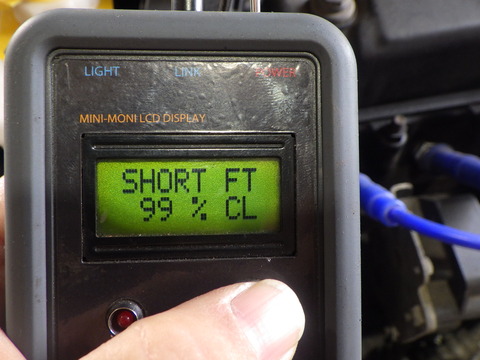 LIGHT LINK POWER
MINI-MONI LCD DISPLAY
SHORT FT
99 % CL